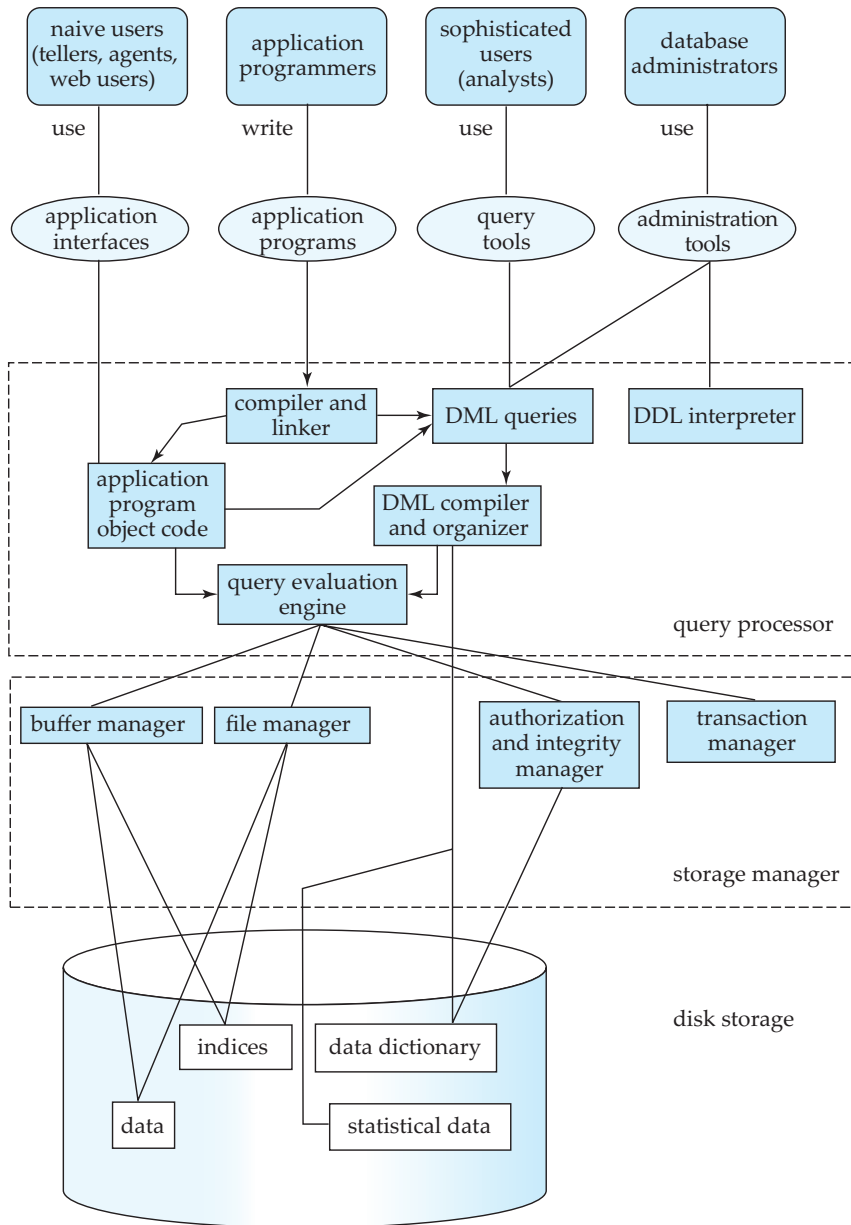 naive users
(tellers, agents,
web users)
application
programmers
sophisticated
users
(analysts)
database
administrators
use
write
use
use
application
interfaces
application
programs
query
tools
administration
tools
compiler and
linker
DML queries
DDL interpreter
application
program
object code
DML compiler
and organizer
query evaluation
engine
query processor
buffer manager
file manager
authorization
and integrity
manager
transaction
manager
storage manager
disk storage
indices
data dictionary
data
statistical data